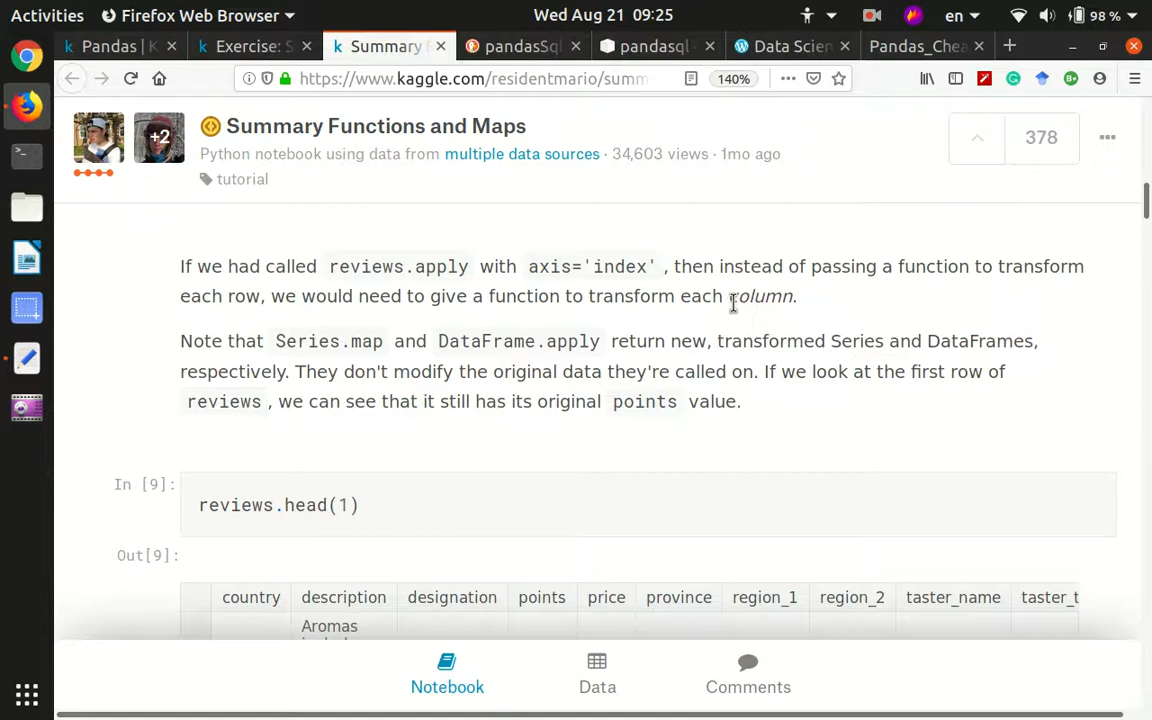 Activities Firefox Web Browser Wed Aug 21 09:25 en 98 %
Pandas | K Exercise: S Summary F pandasSql pandasql - Data Scien Pandas_Chea
https://www.kaggle.com/residentmario/summ 140%
+2 Summary Functions and Maps 378
Python notebook using data from multiple data sources · 34,603 views · 1mo ago
tutorial
If we had called reviews.apply with axis='index' , then instead of passing a function to transform
each row, we would need to give a function to transform each column.
Note that Series.map and DataFrame.apply return new, transformed Series and DataFrames,
respectively. They don't modify the original data they're called on. If we look at the first row of
reviews , we can see that it still has its original points value.
In [9]:
reviews.head(1)
Out[9]:
country description designation points price province region_1 region_2 taster_name taster_t
Aromas
Notebook Data Comments